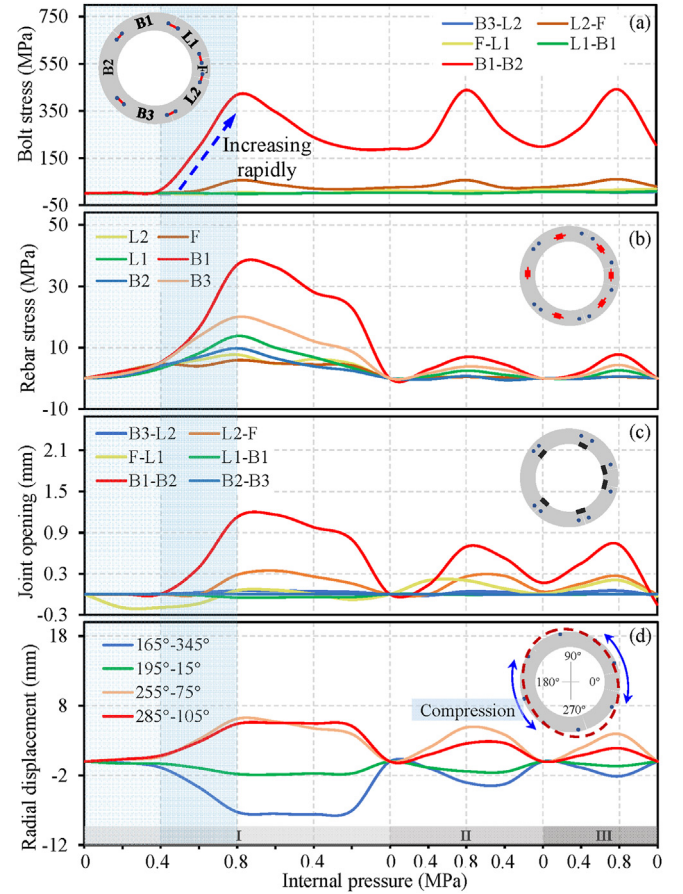 (a)
750
550
350
150
-50
Bolt stress (MPa)
B1
L1
F
L2
B3
B2
B3-L2
L2-F
F-L1
L1-B1
B1-B2
Increasing
rapidly
(b)
60
40
10
-10
Rebar stress (MPa)
L2
F
L1
B1
B2
B3
(c)
2.1
1.5
0.9
0.3
-0.3
Joint opening (mm)
B3-L2
L2-F
F-L1
L1-B1
B1-B2
B2-B3
(d)
18
8
-2
-12
Radial displacement (mm)
165°-345°
195°-15°
255°-75°
285°-105°
90°
180°
0°
270°
Compression
I
II
III
0 0.4 0.8 0.4 0 0.4 0.8 0.4 0 0.4 0.8 0
Internal pressure (MPa)